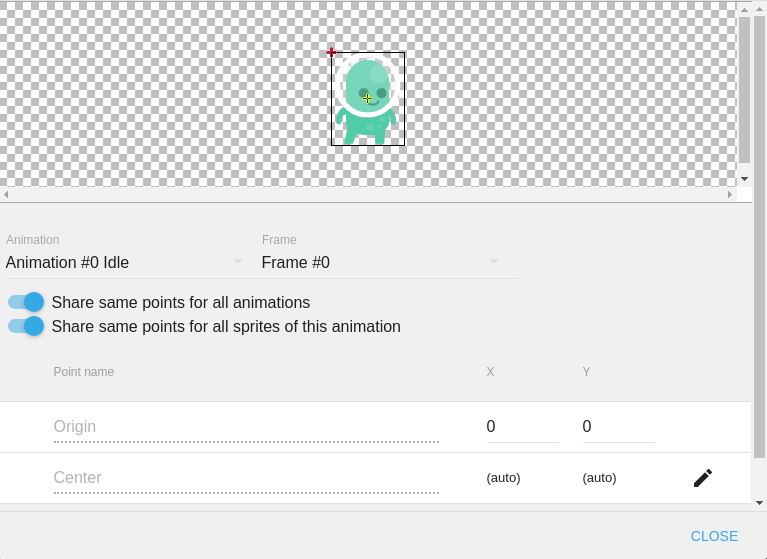 Animation Frame
Animation #0 Idle Frame #0
Share same points for all animations
Share same points for all sprites of this animation
Point name X Y
Origin 0 0
Center (auto) (auto)
CLOSE